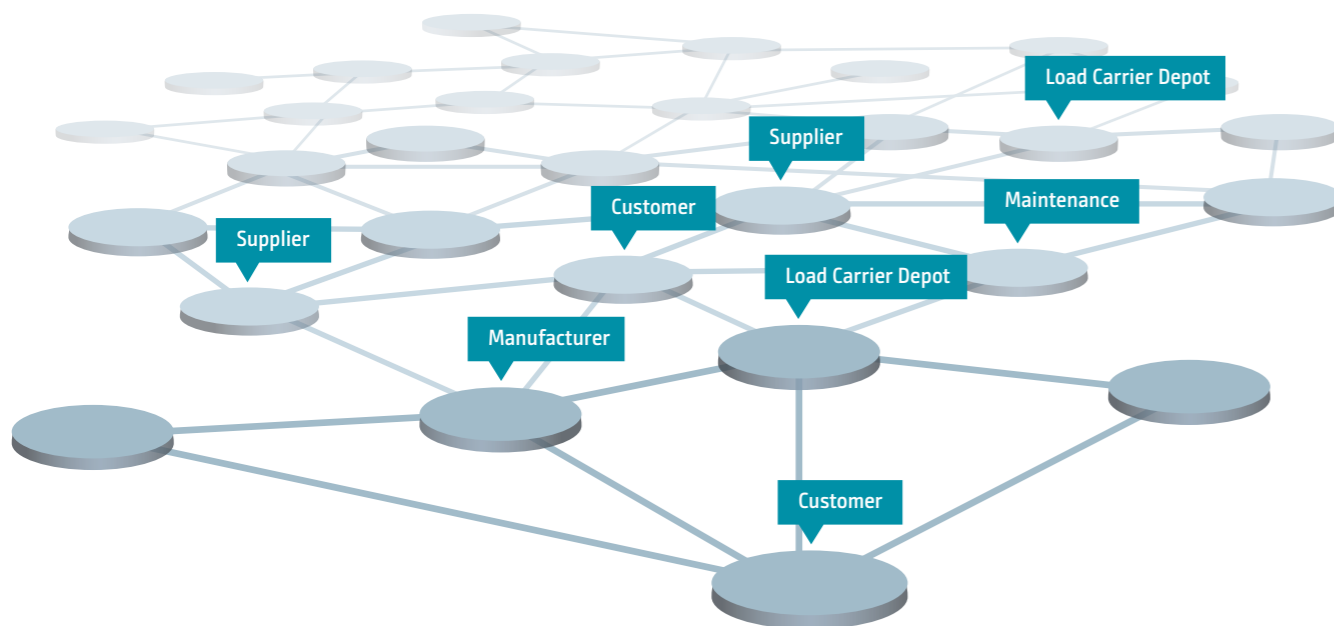 Load Carrier Depot
Supplier
Maintenance
Customer
Supplier
Load Carrier Depot
Manufacturer
Customer